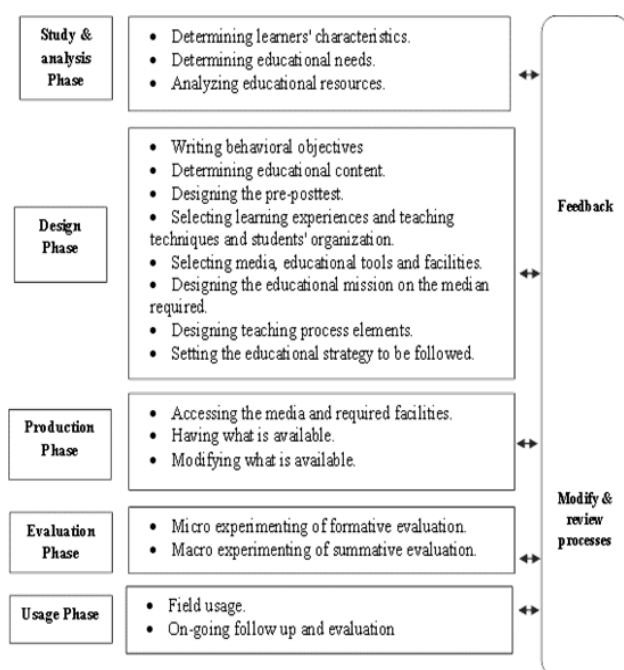 Study &
analysis
Phase
• Determining learners' characteristics.
• Determining educational needs.
• Analyzing educational resources.
Design
Phase
• Writing behavioral objectives
• Determining educational content.
• Designing the pre-posttest.
• Selecting learning experiences and teaching
techniques and students' organization.
• Selecting media, educational tools and facilities.
• Designing the educational mission on the median
required.
• Designing teaching process elements.
• Setting the educational strategy to be followed.
Feedback
Production
Phase
• Accessing the media and required facilities.
• Having what is available.
• Modifying what is available.
Evaluation
Phase
• Micro experimenting of formative evaluation.
• Macro experimenting of summative evaluation.
Modify &
review
processes
Usage Phase
• Field usage.
• On-going follow up and evaluation